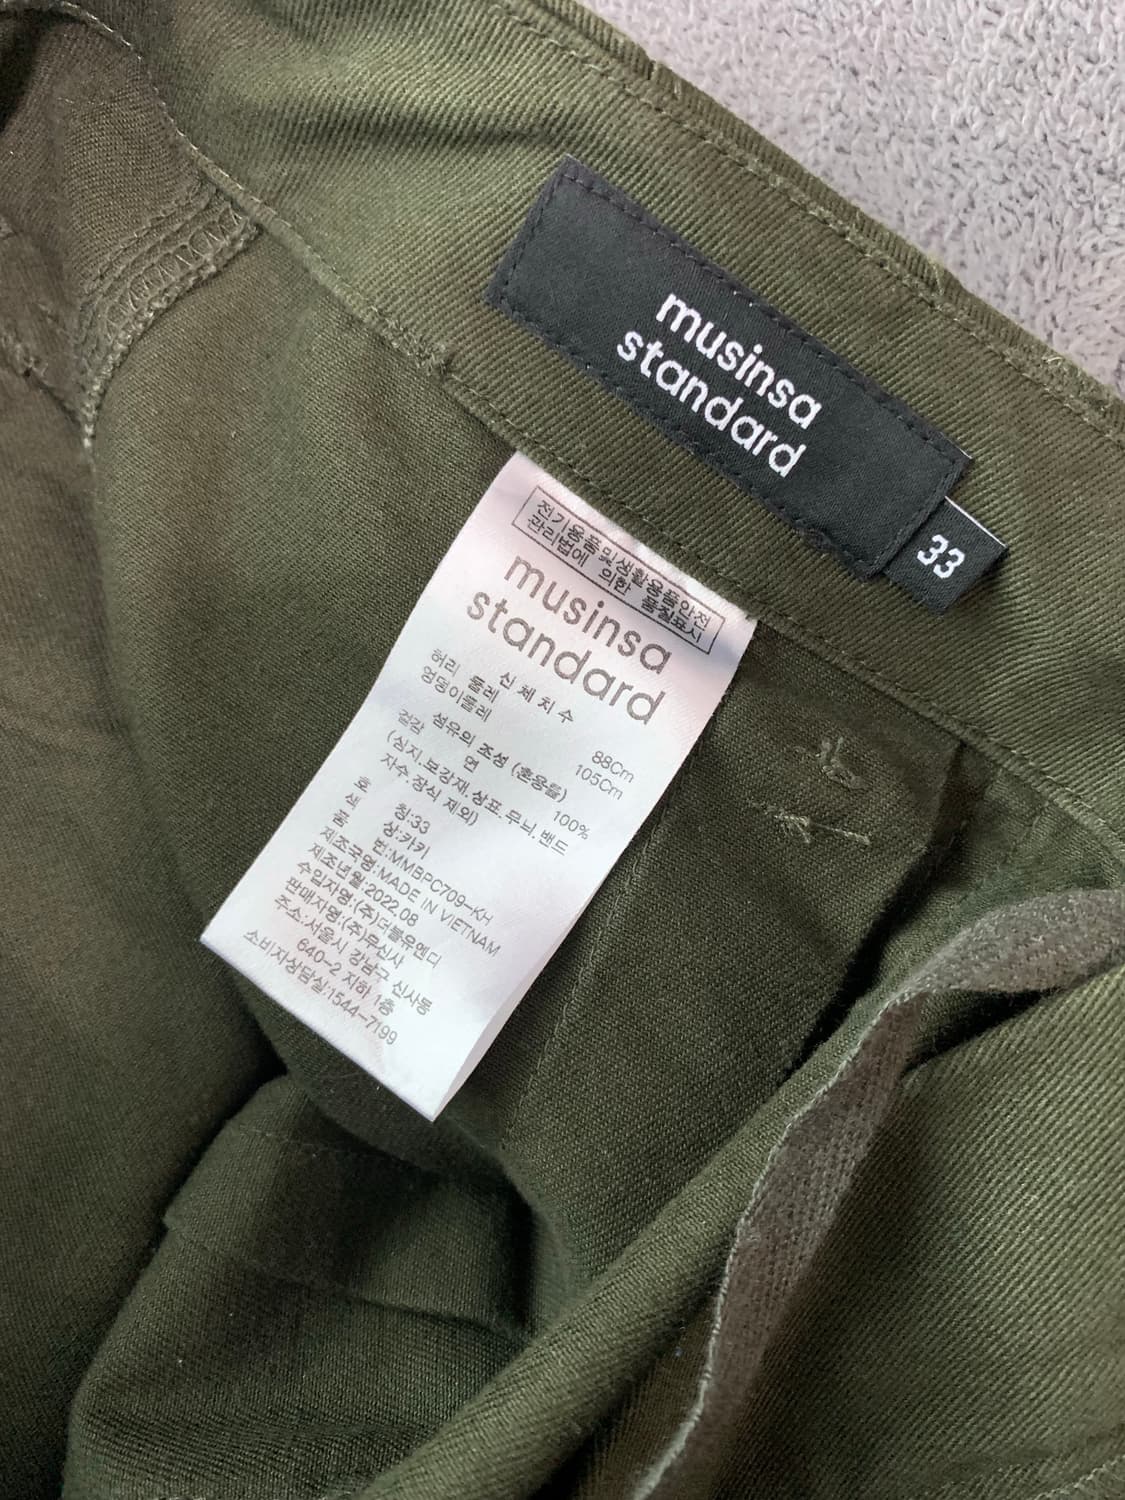 musinsa
standard
33
전기용품및생활용품안전
관리법에 의한 품질표시
musinsa
standard
신체치수
허리 둘레 88Cm
엉덩이둘레 105Cm
섬유의 조성 (혼용률)
겉감 면 100%
(심지,보강재,상표,무늬,밴드
자수,장식 제외)
호 칭:33
색 상:카키
품 번:MMBPC709-KH
제조국명:MADE IN VIETNAM
제조년월:2022.08
수입자명:(주)더블유엔디
판매자명:(주)무신사
주소:서울시 강남구 신사동
640-2 지하 1층
소비자상담실:1544-7199